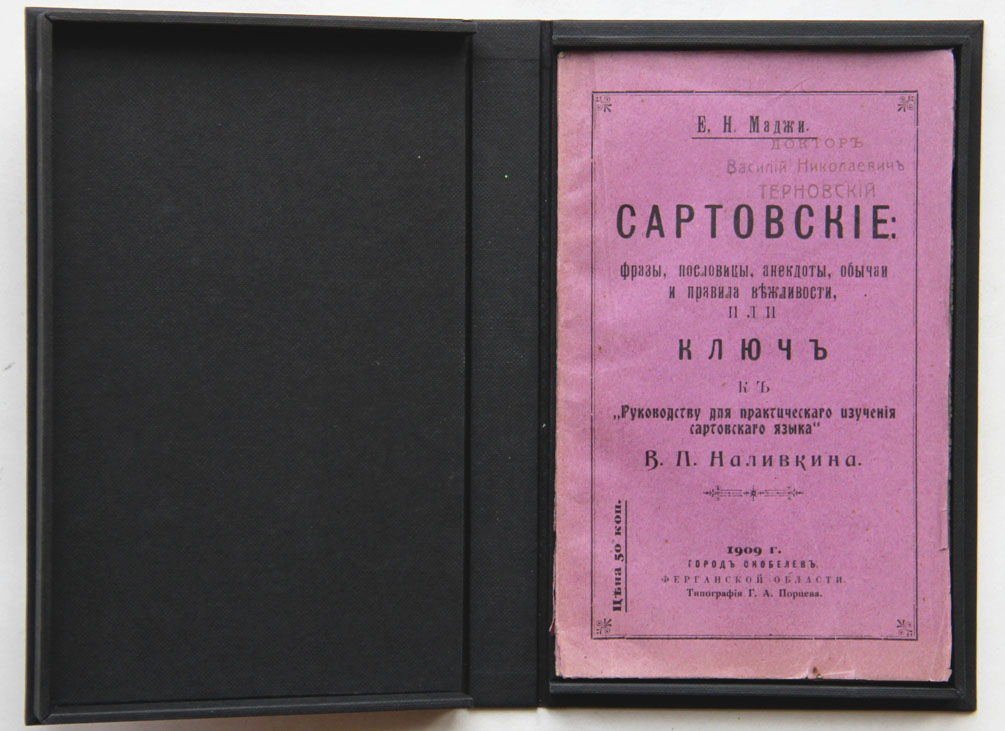 Е. Н. Маджи.
ДОКТОРЪ
Василій Николаевичъ
ТЕРНОВСКІЙ
САРТОВСКІЕ:
фразы, пословицы, анекдоты, обычаи
и правила вѣжливости,
ИЛИ
КЛЮЧЪ
КЪ
„Руководству для практическаго изученія
сартовскаго языка“
В. П. Наливкина.
Цѣна 50 коп.
1909 г.
ГОРОДЪ СКОБЕЛЕВЪ.
ФЕРГАНСКОЙ ОБЛАСТИ.
Типографія Г. А. Порцева.